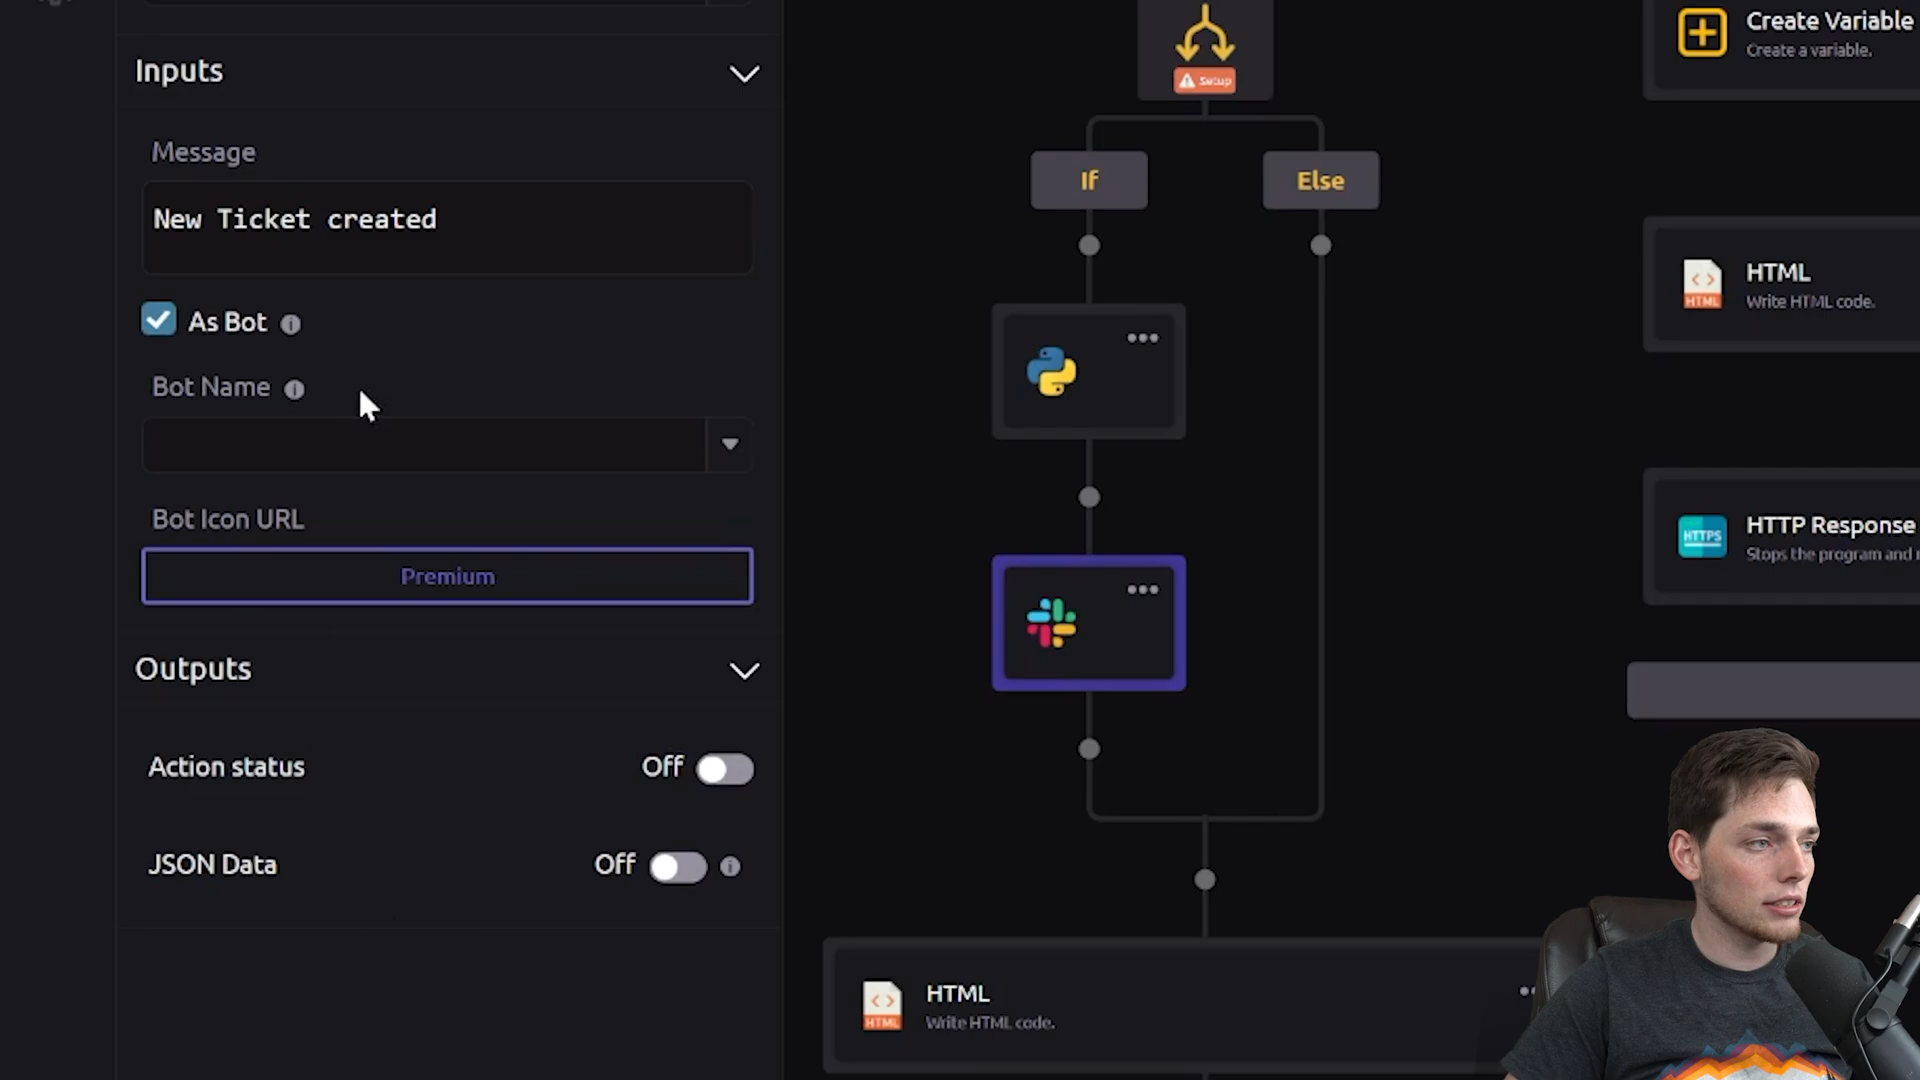 Inputs
Message
New Ticket created
As Bot
Bot Name
Bot Icon URL
Premium
Outputs
Action status
Off
JSON Data
Off
Setup
If
Else
HTML
HTML
Write HTML code.
Create Variable
Create a variable.
HTML
HTML
Write HTML code.
HTTPS
HTTP Response
Stops the program and